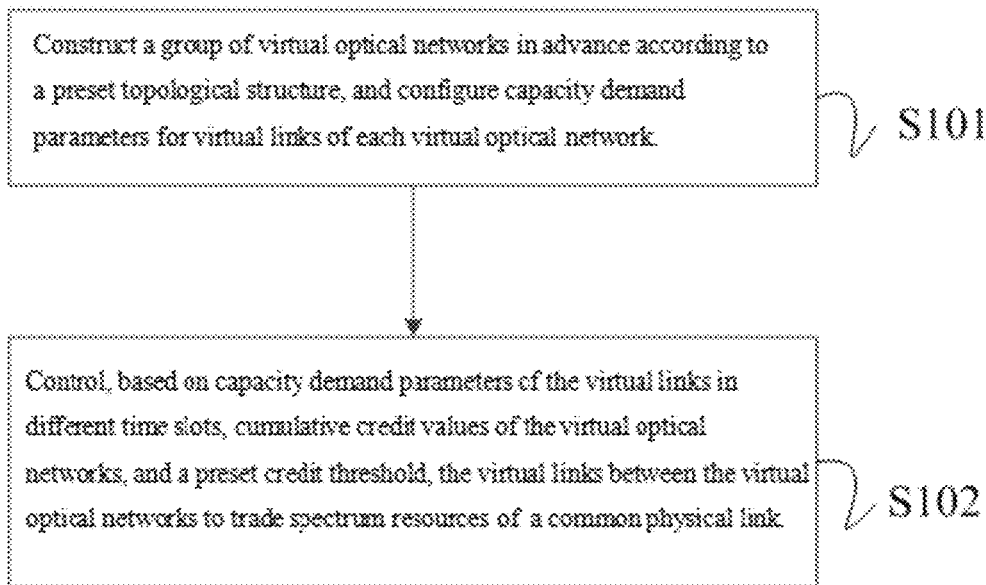 Construct a group of virtual optical networks in advance according to
a preset topological structure, and configure capacity demand
parameters for virtual links of each virtual optical network.
S101
Control, based on capacity demand parameters of the virtual links in
different time slots, cumulative credit values of the virtual optical
networks, and a preset credit threshold, the virtual links between the virtual
optical networks to trade spectrum resources of a common physical link.
S102